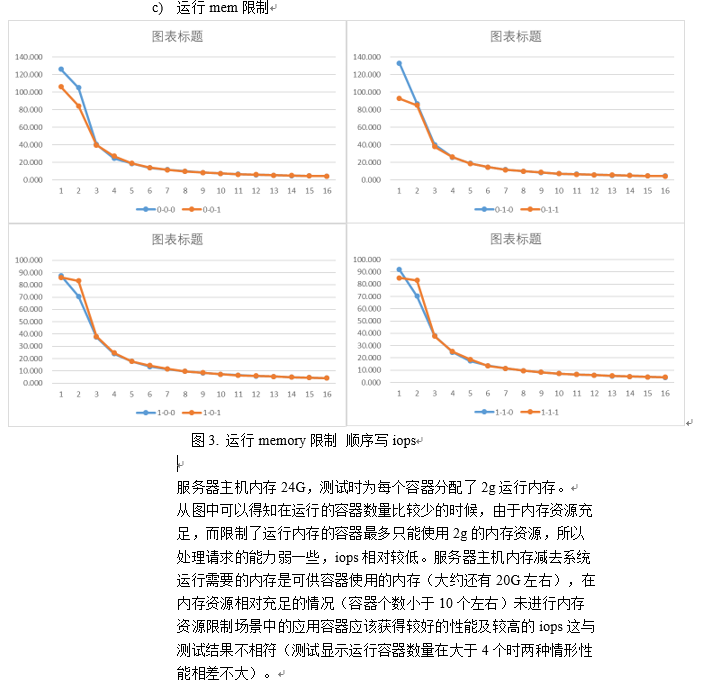 c) 运行 mem 限制
图表标题
140.000
120.000
100.000
80.000
60.000
40.000
20.000
0.000
1 2 3 4 5 6 7 8 9 10 11 12 13 14 15 16
0-0-0 0-0-1
图表标题
140.000
120.000
100.000
80.000
60.000
40.000
20.000
0.000
1 2 3 4 5 6 7 8 9 10 11 12 13 14 15 16
0-1-0 0-1-1
图表标题
100.000
90.000
80.000
70.000
60.000
50.000
40.000
30.000
20.000
10.000
0.000
1 2 3 4 5 6 7 8 9 10 11 12 13 14 15 16
1-0-0 1-0-1
图表标题
100.000
90.000
80.000
70.000
60.000
50.000
40.000
30.000
20.000
10.000
0.000
1 2 3 4 5 6 7 8 9 10 11 12 13 14 15 16
1-1-0 1-1-1
图 3. 运行 memory 限制 顺序写 iops
服务器主机内存 24G，测试时为每个容器分配了 2g 运行内存。
从图中可以得知在运行的容器数量比较少的时候，由于内存资源充
足，而限制了运行内存的容器最多只能使用 2g 的内存资源，所以
处理请求的能力弱一些，iops 相对较低。服务器主机内存减去系统
运行需要的内存是可供容器使用的内存（大约还有 20G 左右），在
内存资源相对充足的情况（容器个数小于 10 个左右）未进行内存
资源限制场景中的应用容器应该获得较好的性能及较高的 iops 这与
测试结果不相符（测试显示运行容器数量在大于 4 个时两种情形性
能相差不大）。